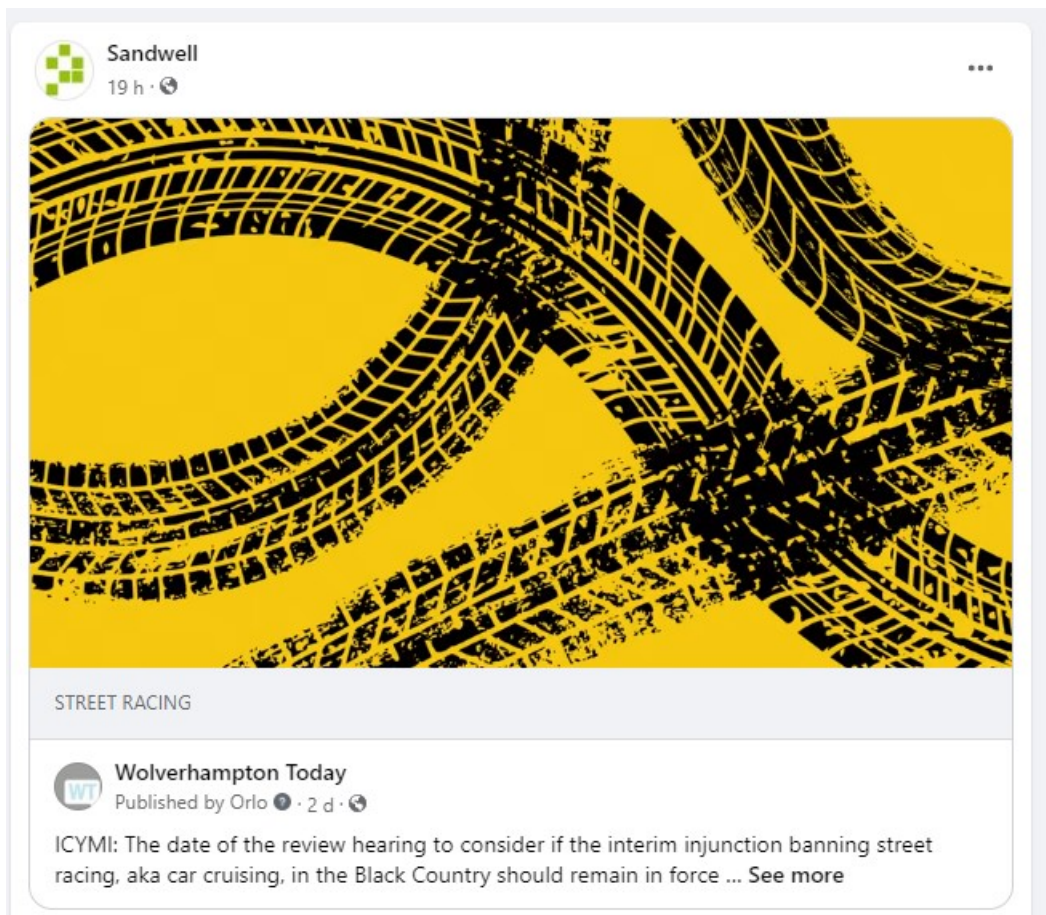 Sandwell
19 h ·
STREET RACING
WT
Wolverhampton Today
Published by Orlo ? · 2 d ·
ICYMI: The date of the review hearing to consider if the interim injunction banning street
racing, aka car cruising, in the Black Country should remain in force ... See more